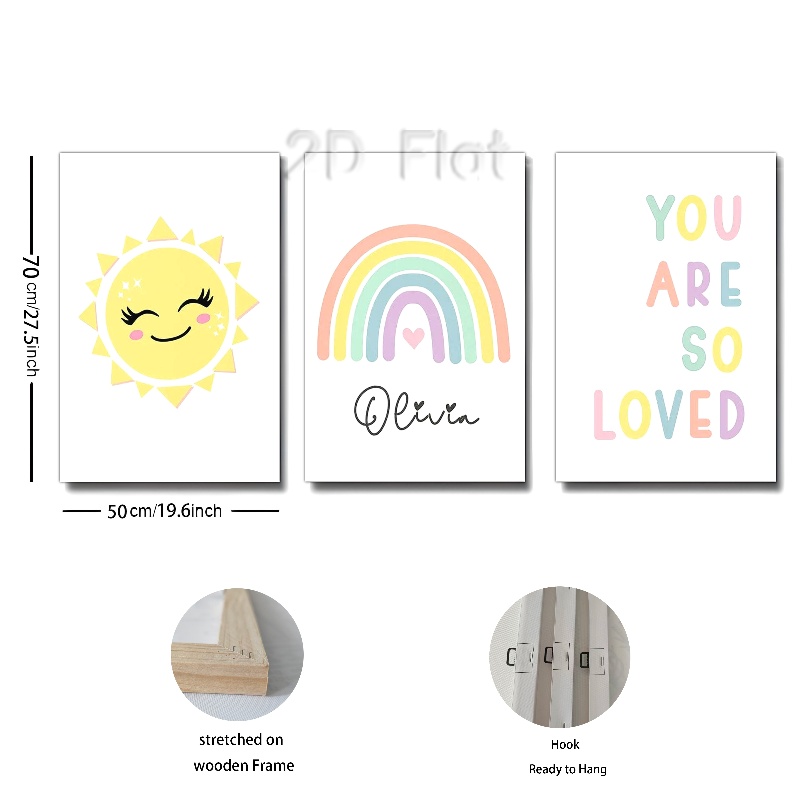 2D Flat
70 cm/27.5inch
Olivia
YOU
ARE
SO
LOVED
50cm/19.6inch
stretched on
wooden Frame
Hook
Ready to Hang